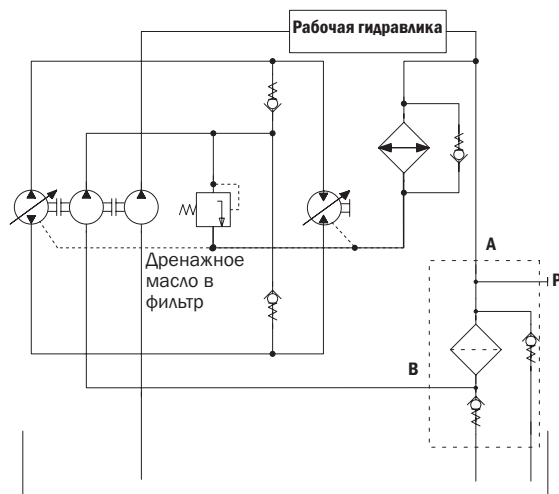 Рабочая гидравлика
A
P
Дренажное
масло в
фильтр
B